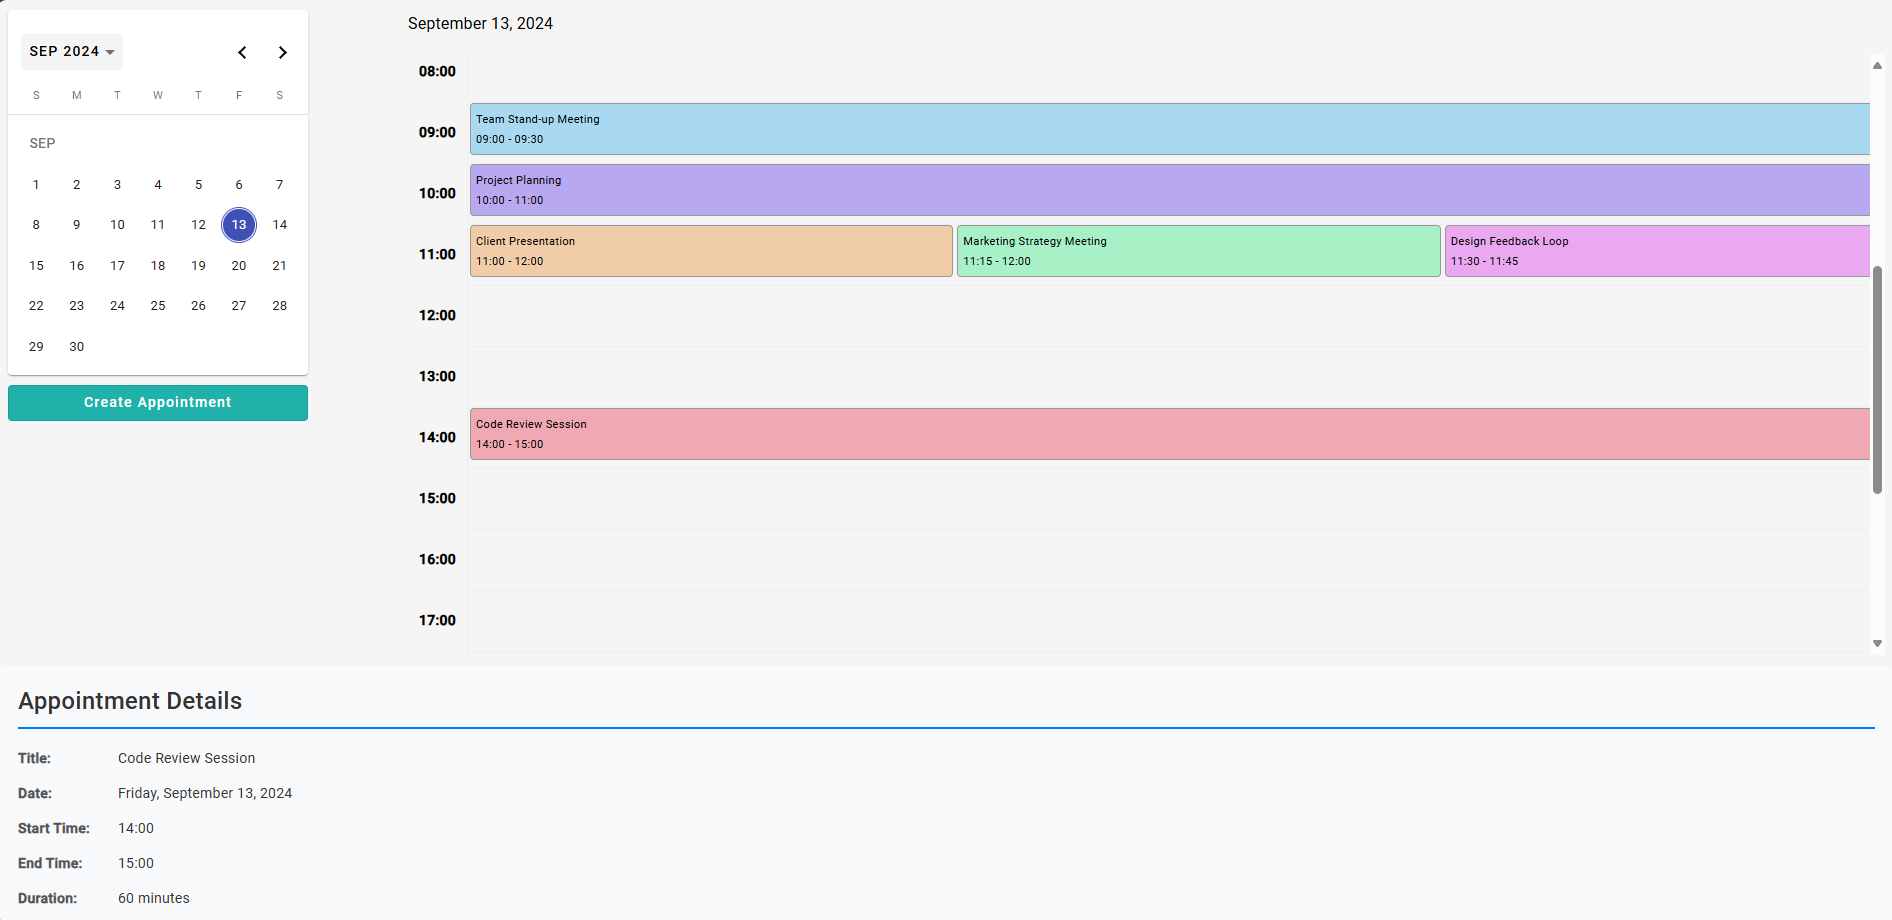 SEP 2024
S M T W T F S
SEP
1 2 3 4 5 6 7
8 9 10 11 12 13 14
15 16 17 18 19 20 21
22 23 24 25 26 27 28
29 30
Create Appointment
September 13, 2024
08:00
09:00
Team Stand-up Meeting
09:00 - 09:30
10:00
Project Planning
10:00 - 11:00
11:00
Client Presentation
11:00 - 12:00
Marketing Strategy Meeting
11:15 - 12:00
Design Feedback Loop
11:30 - 11:45
12:00
13:00
14:00
Code Review Session
14:00 - 15:00
15:00
16:00
17:00
Appointment Details
Title: Code Review Session
Date: Friday, September 13, 2024
Start Time: 14:00
End Time: 15:00
Duration: 60 minutes